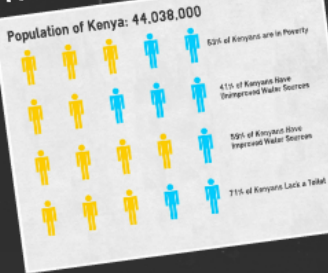 Population of Kenya: 44,038,000
53% of Kenyans are in Poverty
41% of Kenyans Have
Unimproved Water Sources
59% of Kenyans Have
Improved Water Sources
71% of Kenyans Lack a Toilet